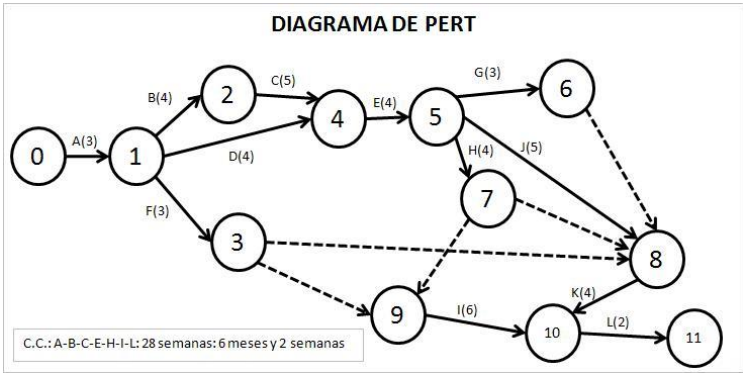 DIAGRAMA DE PERT
0
A(3)
1
B(4)
2
C(5)
D(4)
4
E(4)
5
G(3)
6
H(4)
J(5)
7
F(3)
3
8
9
I(6)
K(4)
10
L(2)
11
C.C.: A-B-C-E-H-I-L: 28 semanas: 6 meses y 2 semanas